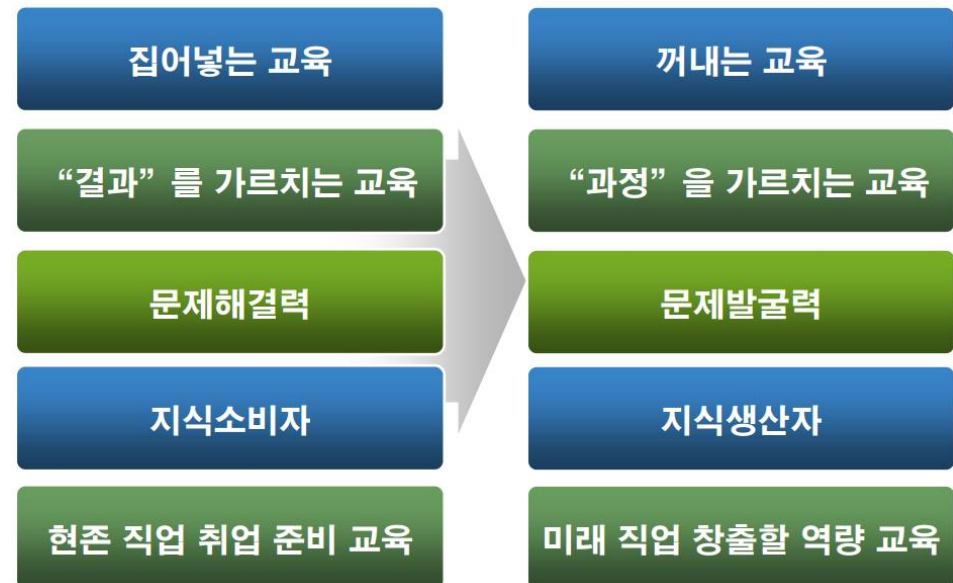 집어넣는 교육
꺼내는 교육
“결과” 를 가르치는 교육
“과정” 을 가르치는 교육
문제해결력
문제발굴력
지식소비자
지식생산자
현존 직업 취업 준비 교육
미래 직업 창출할 역량 교육